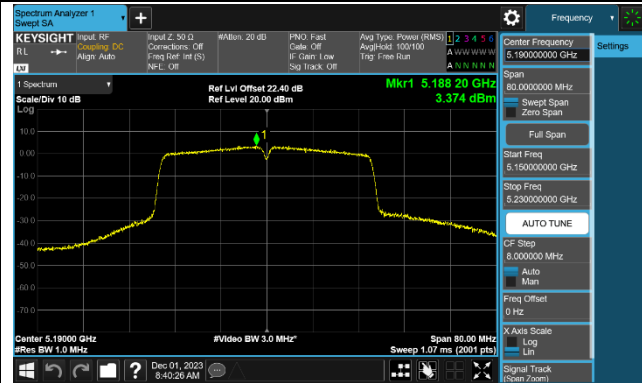 Spectrum Analyzer 1
Swept SA
Frequency
KEYSIGHT
RL
LXI
Input: RF
Coupling: DC
Align: Auto
Input Z: 50 Ω
Corrections: Off
Freq Ref: Int (S)
NFE: Off
#Atten: 20 dB
PNO: Fast
Gate: Off
IF Gain: Low
Sig Track: Off
Avg Type: Power (RMS)
Avg|Hold: 100/100
Trig: Free Run
1 2 3 4 5 6
A W W W W W
A N N N N N
1 Spectrum
Scale/Div 10 dB
Log
Ref Lvl Offset 22.40 dB
Ref Level 20.00 dBm
Mkr1 5.188 20 GHz
3.374 dBm
1
10.0
0.00
-10.0
-20.0
-30.0
-40.0
-50.0
-60.0
-70.0
Center 5.19000 GHz
#Res BW 1.0 MHz
#Video BW 3.0 MHz*
Span 80.00 MHz
Sweep 1.07 ms (2001 pts)
Dec 01, 2023
8:40:26 AM
Center Frequency
5.190000000 GHz
Span
80.0000000 MHz
Swept Span
Zero Span
Full Span
Start Freq
5.150000000 GHz
Stop Freq
5.230000000 GHz
AUTO TUNE
CF Step
8.000000 MHz
Auto
Man
Freq Offset
0 Hz
X Axis Scale
Log
Lin
Signal Track
(Span Zoom)
Settings